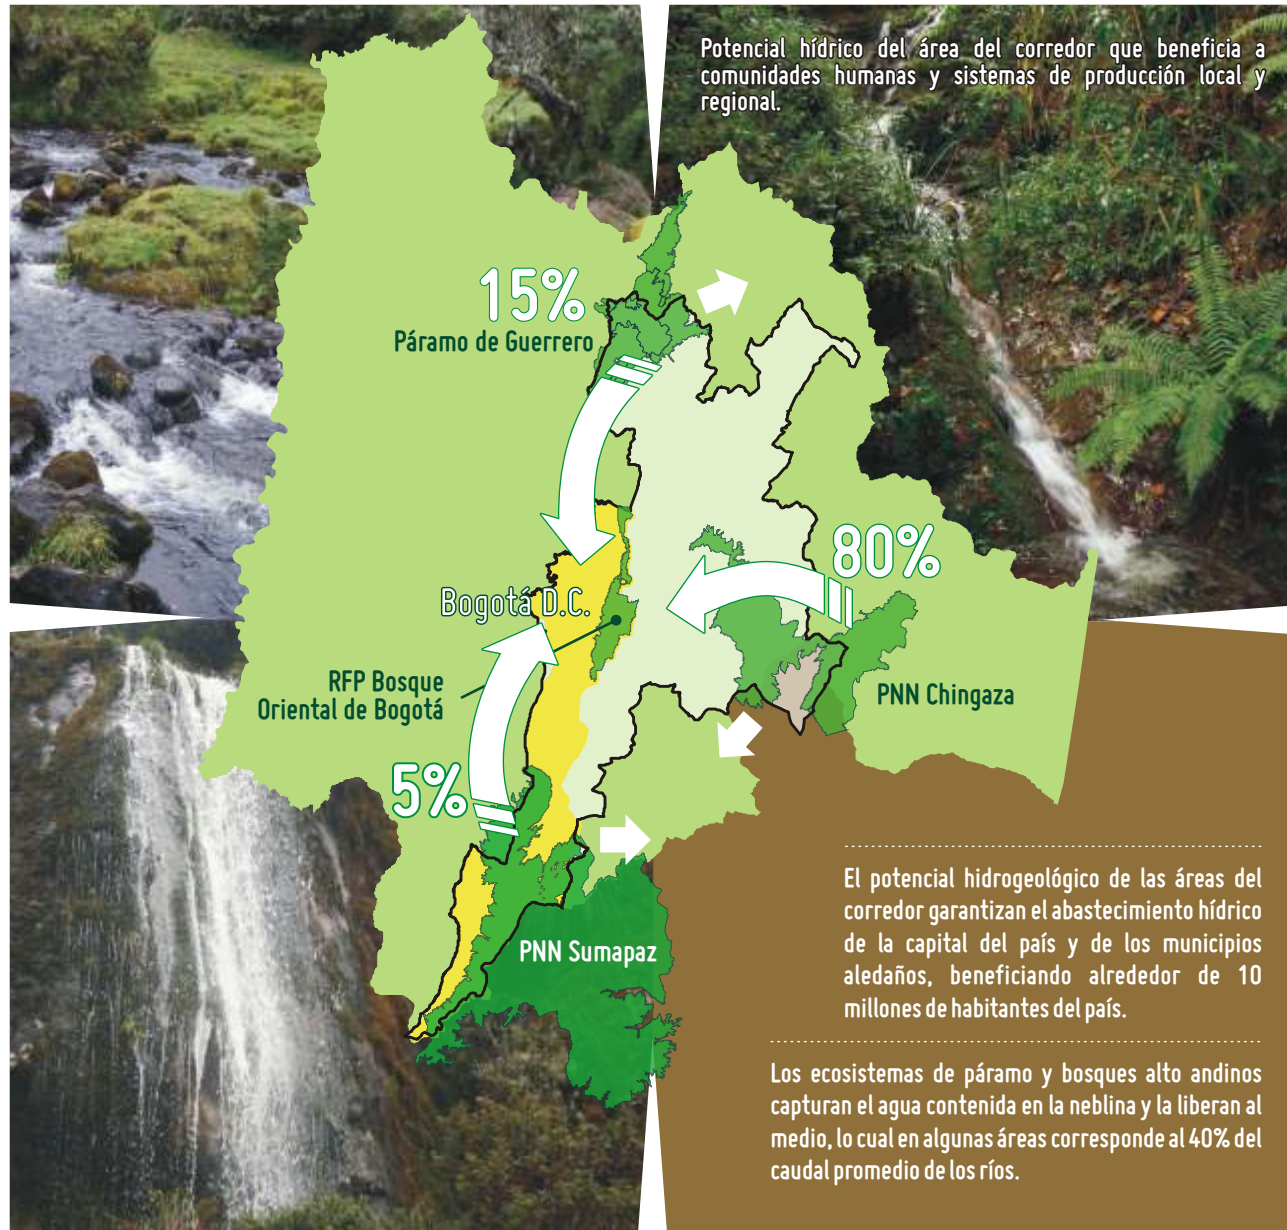 Potencial hídrico del área del corredor que beneficia a
comunidades humanas y sistemas de producción local y
regional.
15%
Páramo de Guerrero
80%
Bogotá D.C.
RFP Bosque
Oriental de Bogotá
PNN Chingaza
5%
PNN Sumapaz
El potencial hidrogeológico de las áreas del
corredor garantizan el abastecimiento hídrico
de la capital del país y de los municipios
aledaños, beneficiando alrededor de 10
millones de habitantes del país.
Los ecosistemas de páramo y bosques alto andinos
capturan el agua contenida en la neblina y la liberan al
medio, lo cual en algunas áreas corresponde al 40% del
caudal promedio de los ríos.